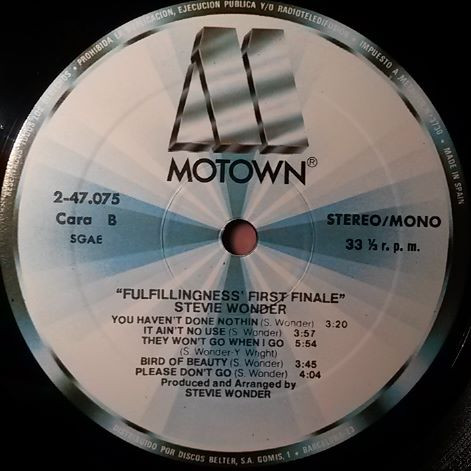 PROHIBIDA LA
EJECUCION PUBLICA Y/O RADIOTELEDIFUSION
IMPUESTO A ME
MADE IN SPAIN
MOTOWN®
2-47.075
Cara B
SGAE
STEREO/MONO
33 ⅓ r. p. m.
"FULFILLINGNESS' FIRST FINALE"
STEVIE WONDER
YOU HAVEN'T DONE NOTHIN (S. Wonder) 3:20
IT AIN'T NO USE (S. Wonder) 3:57
THEY WON'T GO WHEN I GO 5:54
(S. Wonder-Y Wright)
BIRD OF BEAUTY (S. Wonder) 3:45
PLEASE DON'T GO (S. Wonder) 4:04
Produced and Arranged by
STEVIE WONDER
DISTRIBUIDO POR DISCOS BELTER, S.A. GOMIS, 1 • BARCELONA